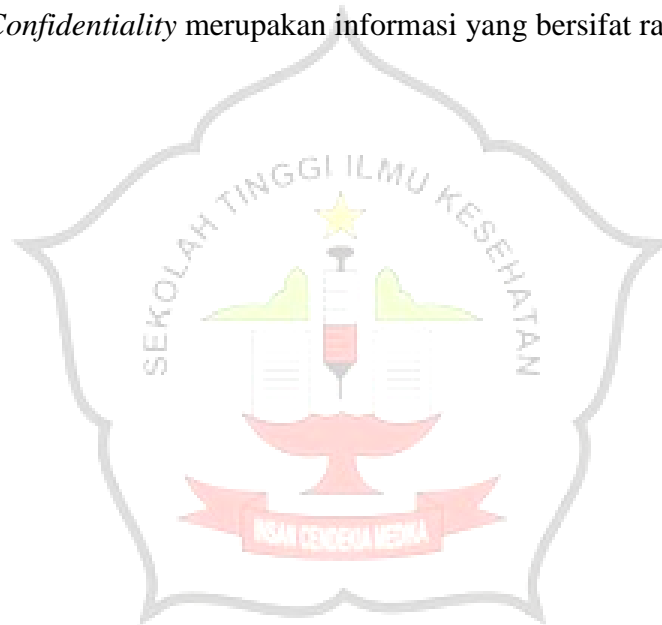 Confidentiality merupakan informasi yang bersifat ra
SEKOLAH TINGGI ILMU KESEHATAN
INSAN CENDEKIA MEDIKA